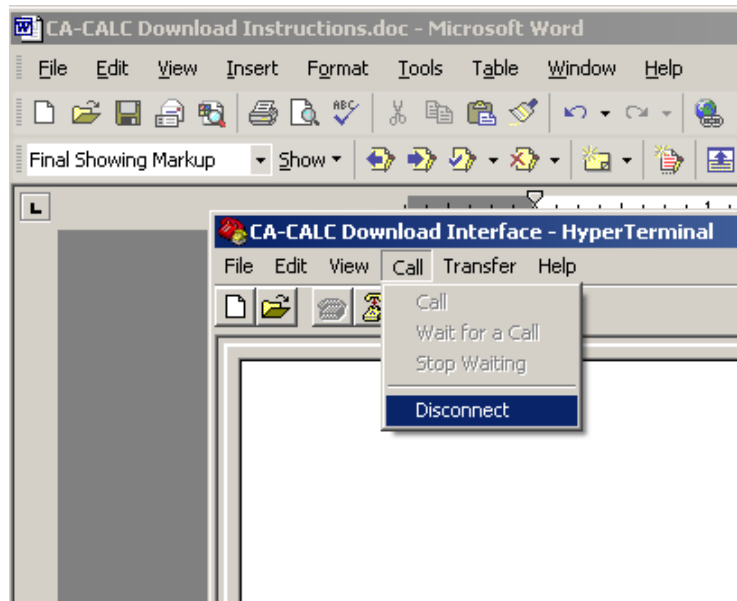 CA-CALC Download Instructions.doc - Microsoft Word
File Edit View Insert Format Tools Table Window Help
ABC
Final Showing Markup Show
L
1
CA-CALC Download Interface - HyperTerminal
File Edit View Call Transfer Help
Call
Wait for a Call
Stop Waiting
Disconnect